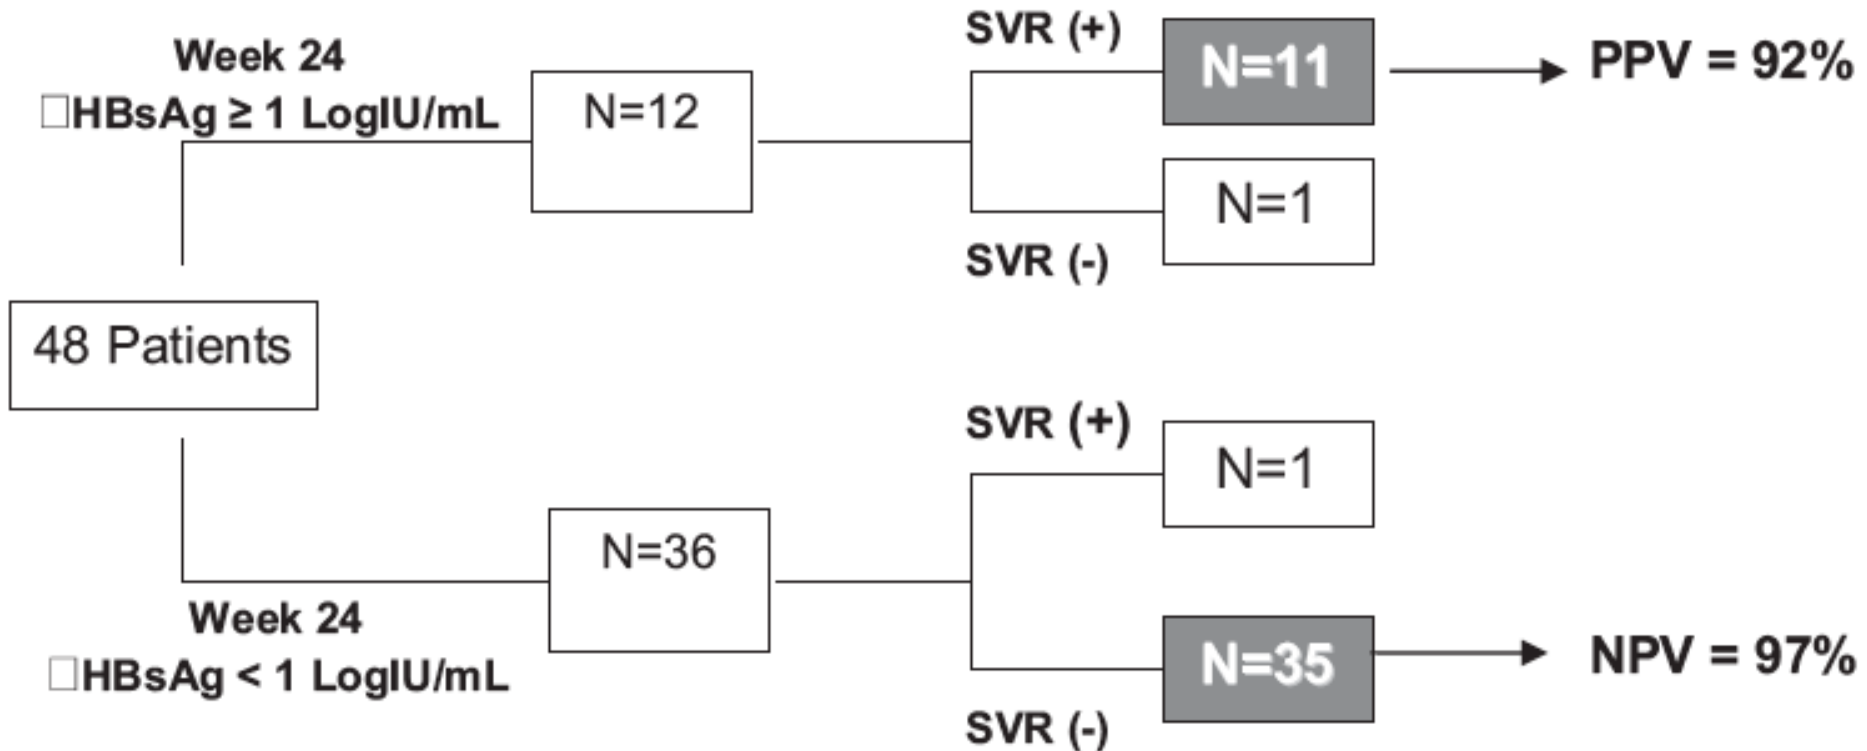 Week 24
□HBsAg ≥ 1 LogIU/mL
N=12
SVR (+)
N=11
PPV = 92%
N=1
SVR (-)
48 Patients
SVR (+)
N=1
N=36
Week 24
□HBsAg < 1 LogIU/mL
N=35
NPV = 97%
SVR (-)